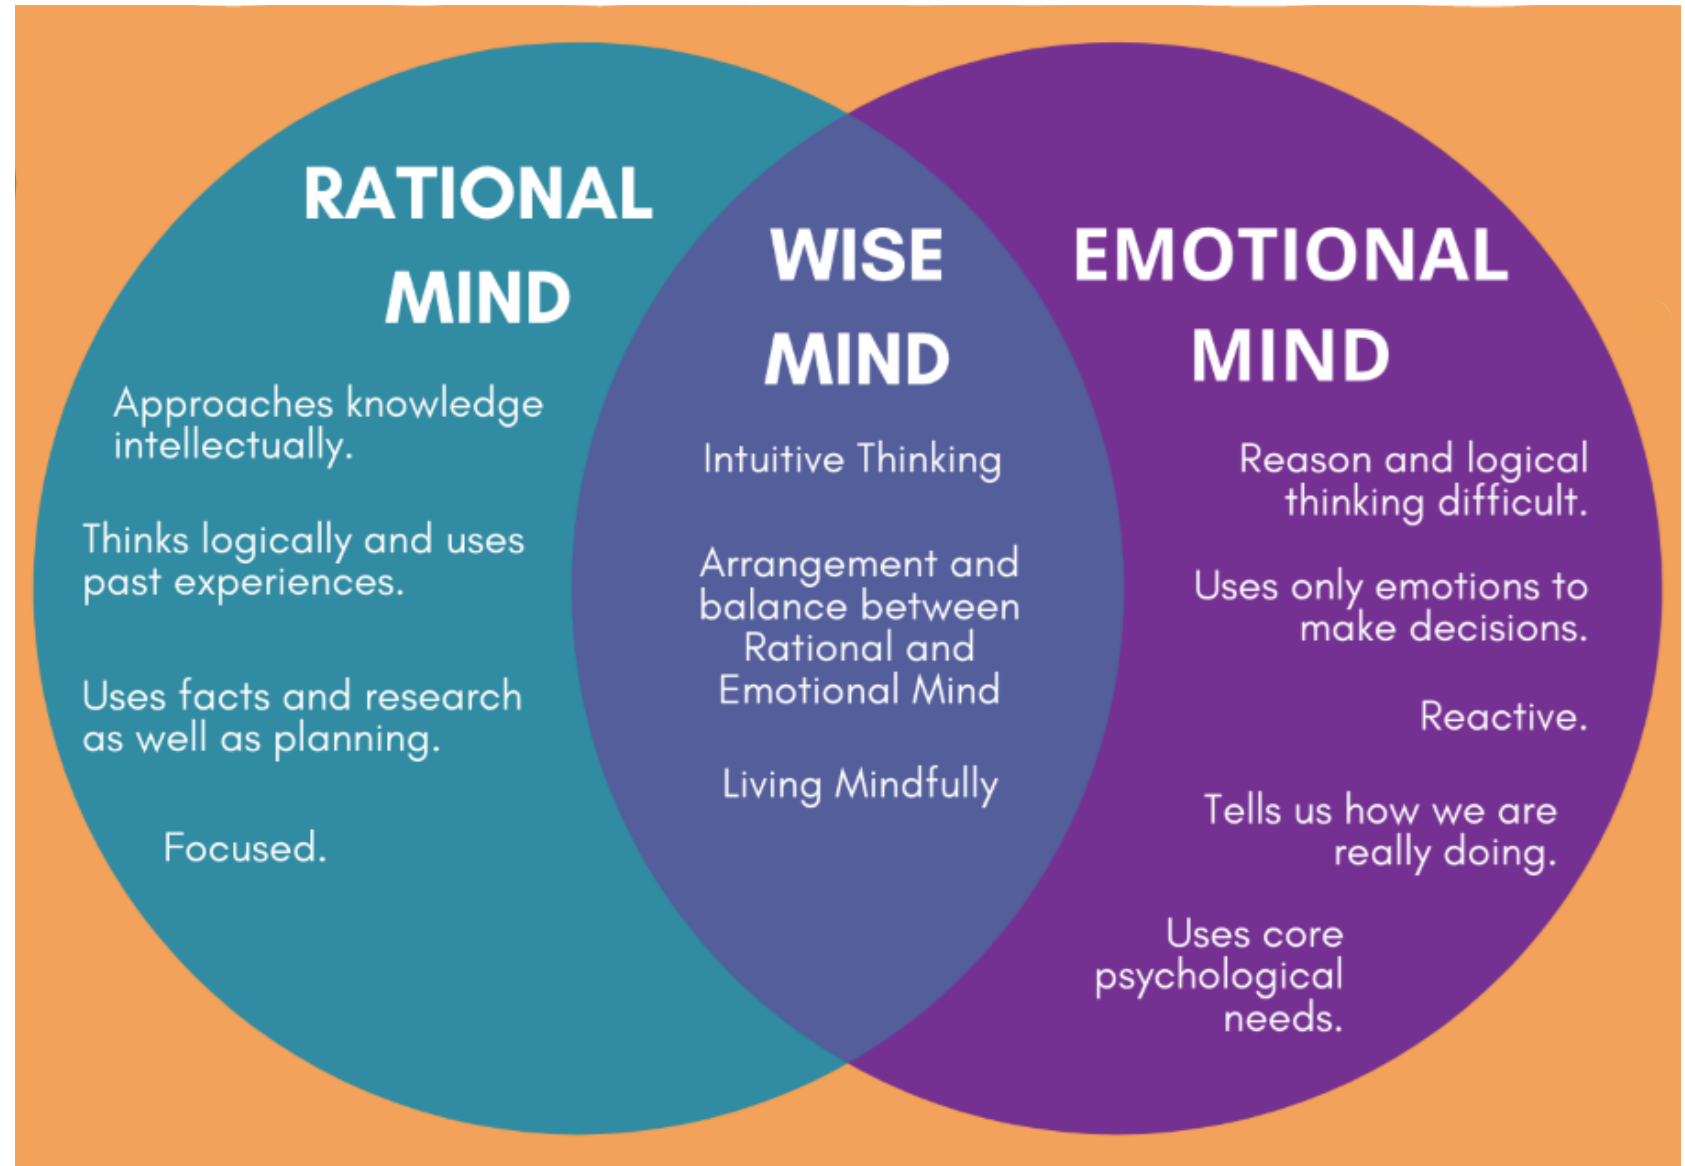 RATIONAL
MIND
Approaches knowledge
intellectually.
Thinks logically and uses
past experiences.
Uses facts and research
as well as planning.
Focused.
WISE
MIND
Intuitive Thinking
Arrangement and
balance between
Rational and
Emotional Mind
Living Mindfully
EMOTIONAL
MIND
Reason and logical
thinking difficult.
Uses only emotions to
make decisions.
Reactive.
Tells us how we are
really doing.
Uses core
psychological
needs.